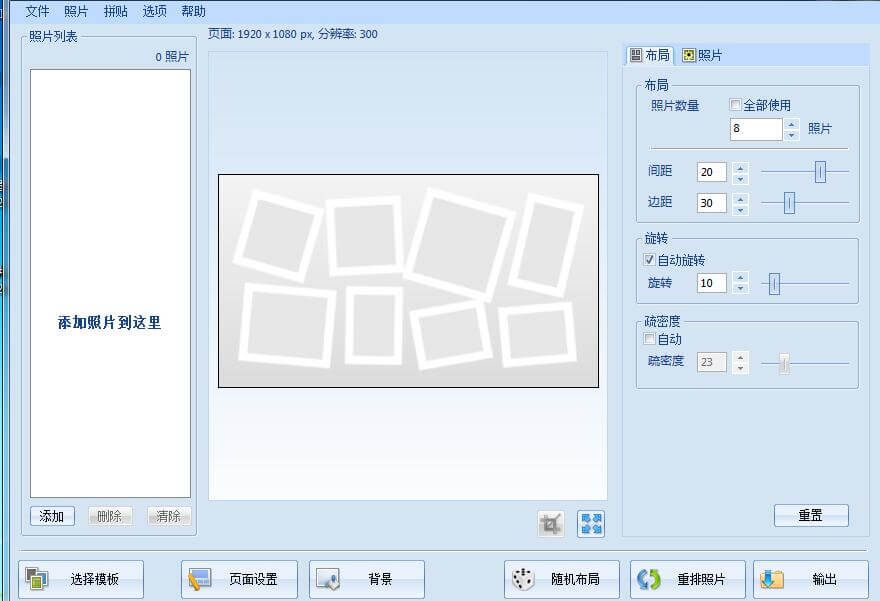 文件 照片 拼贴 选项 帮助
照片列表
0 照片
添加照片到这里
添加 删除 清除
页面: 1920 x 1080 px, 分辨率: 300
布局 照片
布局
照片数量 全部使用
8 照片
间距 20
边距 30
旋转
自动旋转
旋转 10
疏密度
自动
疏密度 23
重置
选择模板 页面设置 背景 随机布局 重排照片 输出